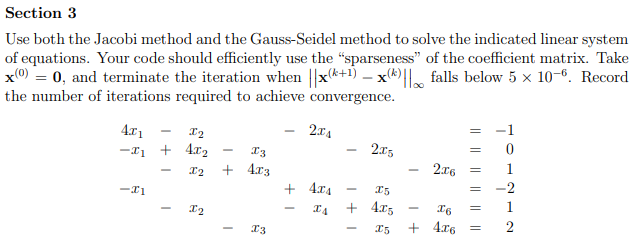 Section 3
Use both the Jacobi method and the Gauss-Seidel method to solve the indicated linear system
of equations. Your code should efficiently use the “sparseness” of the coefficient matrix. Take
x^(0) = 0, and terminate the iteration when ||x^(k+1) − x^(k)||_∞ falls below 5 × 10^−6. Record
the number of iterations required to achieve convergence.
4x₁ − x₂ − 2x₄ = −1
−x₁ + 4x₂ − x₃ − 2x₅ = 0
− x₂ + 4x₃ − 2x₆ = 1
−x₁ + 4x₄ − x₅ = −2
− x₂ − x₄ + 4x₅ − x₆ = 1
− x₃ − x₅ + 4x₆ = 2